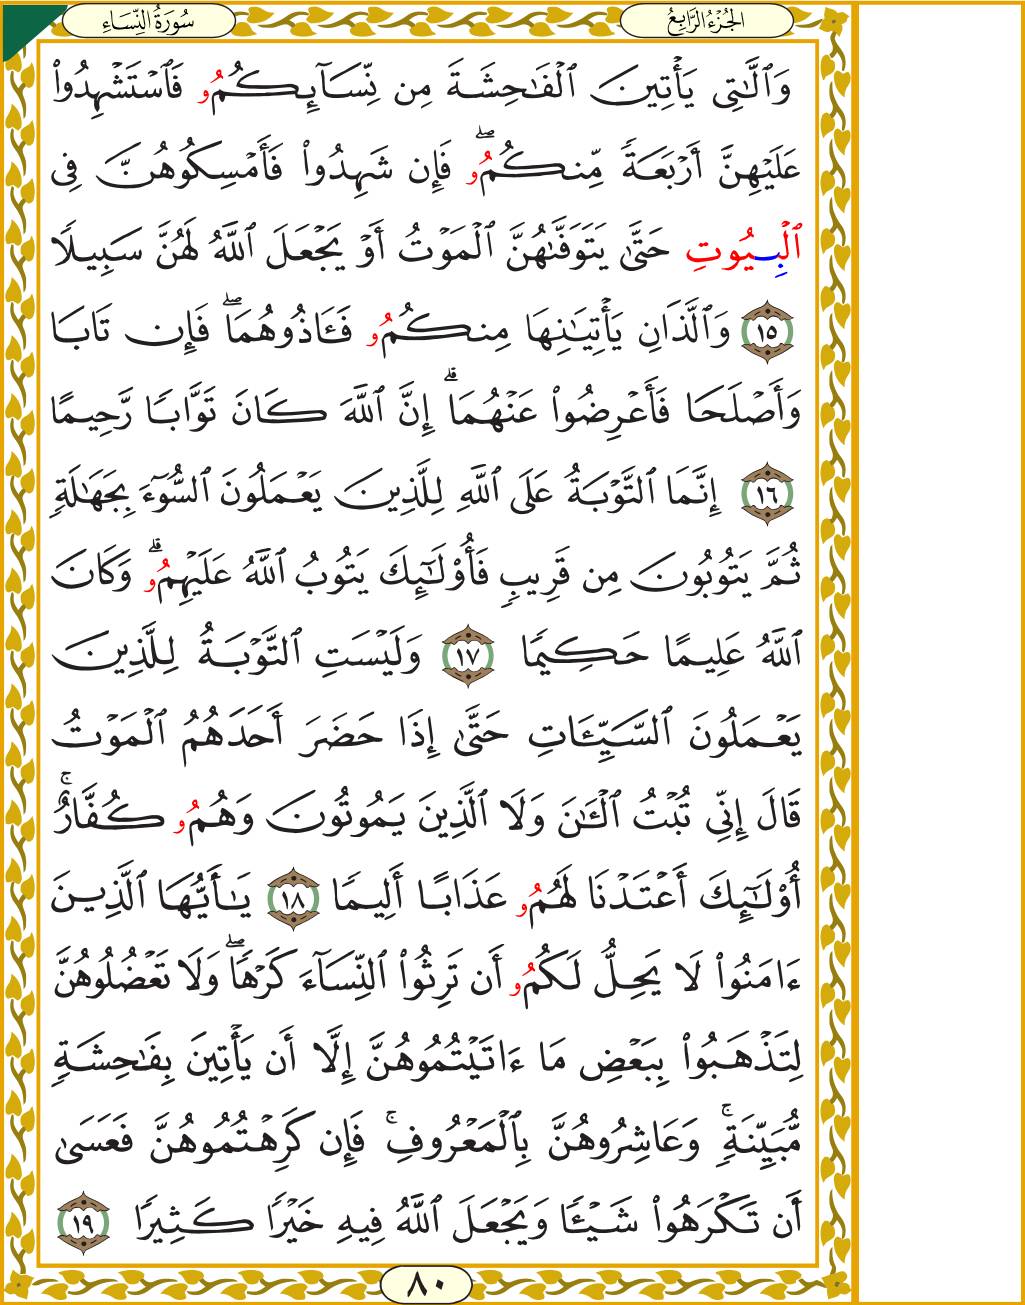 سُورَةُ النِّسَاءِ
الجُزْءُ الرَّابِعُ
وَٱلَّٰتِى يَأْتِينَ ٱلْفَٰحِشَةَ مِن نِّسَآئِكُمُۥ فَٱسْتَشْهِدُوا۟
عَلَيْهِنَّ أَرْبَعَةً مِّنكُمُۥۖ فَإِن شَهِدُوا۟ فَأَمْسِكُوهُنَّ فِى
ٱلْبِيُوتِ حَتَّىٰ يَتَوَفَّىٰهُنَّ ٱلْمَوْتُ أَوْ يَجْعَلَ ٱللَّهُ لَهُنَّ سَبِيلًا
١٥ وَٱلَّذَانِ يَأْتِيَٰنِهَا مِنكُمُۥ فَـَٔاذُوهُمَاۖ فَإِن تَابَا
وَأَصْلَحَا فَأَعْرِضُوا۟ عَنْهُمَاۗ إِنَّ ٱللَّهَ كَانَ تَوَّابًا رَّحِيمًا
١٦ إِنَّمَا ٱلتَّوْبَةُ عَلَى ٱللَّهِ لِلَّذِينَ يَعْمَلُونَ ٱلسُّوٓءَ بِجَهَٰلَةٍ
ثُمَّ يَتُوبُونَ مِن قَرِيبٍ فَأُو۟لَٰٓئِكَ يَتُوبُ ٱللَّهُ عَلَيْهِمُۥۗ وَكَانَ
ٱللَّهُ عَلِيمًا حَكِيمًا ١٧ وَلَيْسَتِ ٱلتَّوْبَةُ لِلَّذِينَ
يَعْمَلُونَ ٱلسَّيِّـَٔاتِ حَتَّىٰ إِذَا حَضَرَ أَحَدَهُمُ ٱلْمَوْتُ
قَالَ إِنِّى تُبْتُ ٱلْـَٰٔنَ وَلَا ٱلَّذِينَ يَمُوتُونَ وَهُمُۥ كُفَّارٌۚ
أُو۟لَٰٓئِكَ أَعْتَدْنَا لَهُمُۥ عَذَابًا أَلِيمًا ١٨ يَٰأَيُّهَا ٱلَّذِينَ
ءَامَنُوا۟ لَا يَحِلُّ لَكُمُۥ أَن تَرِثُوا۟ ٱلنِّسَآءَ كَرْهًاۖ وَلَا تَعْضُلُوهُنَّ
لِتَذْهَبُوا۟ بِبَعْضِ مَا ءَاتَيْتُمُوهُنَّ إِلَّا أَن يَأْتِينَ بِفَٰحِشَةٍ
مُّبَيَّنَةٍۚ وَعَاشِرُوهُنَّ بِٱلْمَعْرُوفِۚ فَإِن كَرِهْتُمُوهُنَّ فَعَسَىٰ
أَن تَكْرَهُوا۟ شَيْـًٔا وَيَجْعَلَ ٱللَّهُ فِيهِ خَيْرًا كَثِيرًا ١٩
٨٠